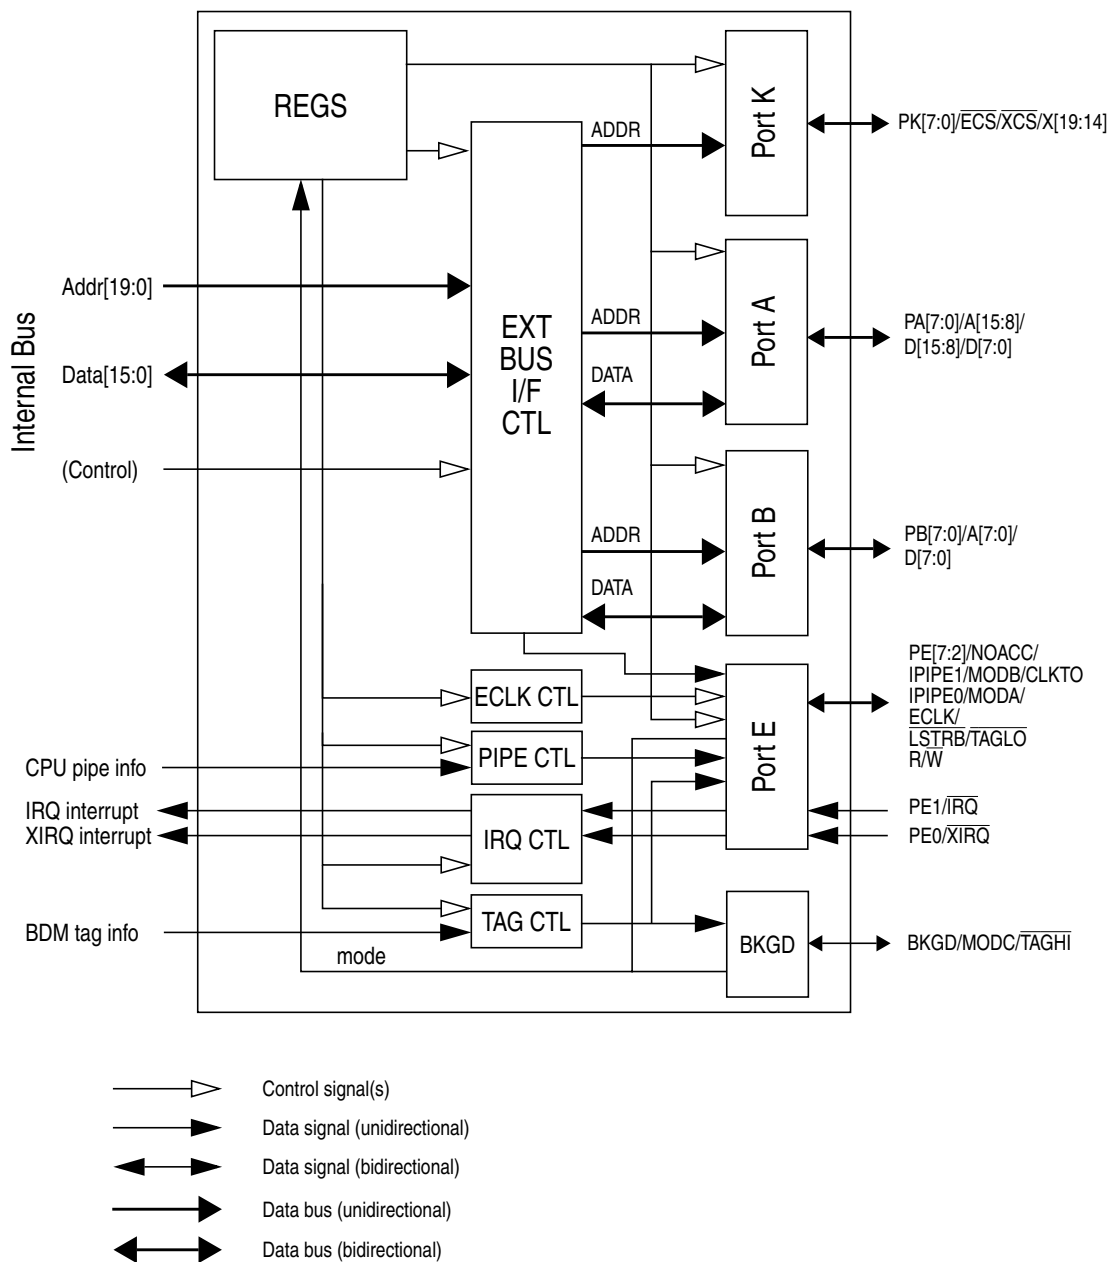 REGS
Port K
ADDR
PK[7:0]/ECS/XCS/X[19:14]
Internal Bus
Addr[19:0]
Data[15:0]
(Control)
EXT
BUS
I/F
CTL
ADDR
DATA
Port A
PA[7:0]/A[15:8]/
D[15:8]/D[7:0]
ADDR
DATA
Port B
PB[7:0]/A[7:0]/
D[7:0]
ECLK CTL
PIPE CTL
CPU pipe info
Port E
PE[7:2]/NOACC/
IPIPE1/MODB/CLKTO
IPIPE0/MODA/
ECLK/
LSTRB/TAGLO
R/W
IRQ interrupt
XIRQ interrupt
IRQ CTL
PE1/IRQ
PE0/XIRQ
TAG CTL
BDM tag info
mode
BKGD
BKGD/MODC/TAGHI
Control signal(s)
Data signal (unidirectional)
Data signal (bidirectional)
Data bus (unidirectional)
Data bus (bidirectional)